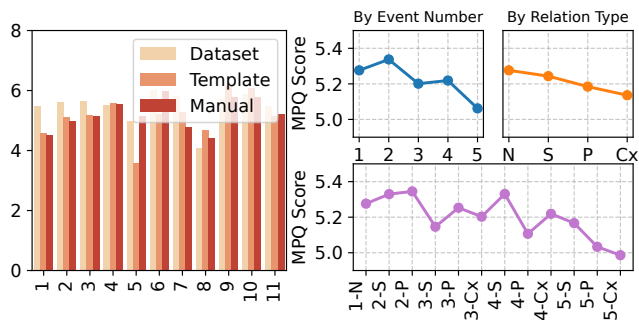 8
6
4
2
0
Dataset
Template
Manual
1
2
3
4
5
6
7
8
9
10
11
By Event Number
MPQ Score
5.4
5.2
5.0
1 2 3 4 5
By Relation Type
N S P Cx
MPQ Score
5.4
5.2
5.0
1-N
2-S
2-P
3-S
3-P
3-Cx
4-S
4-P
4-Cx
5-S
5-P
5-Cx